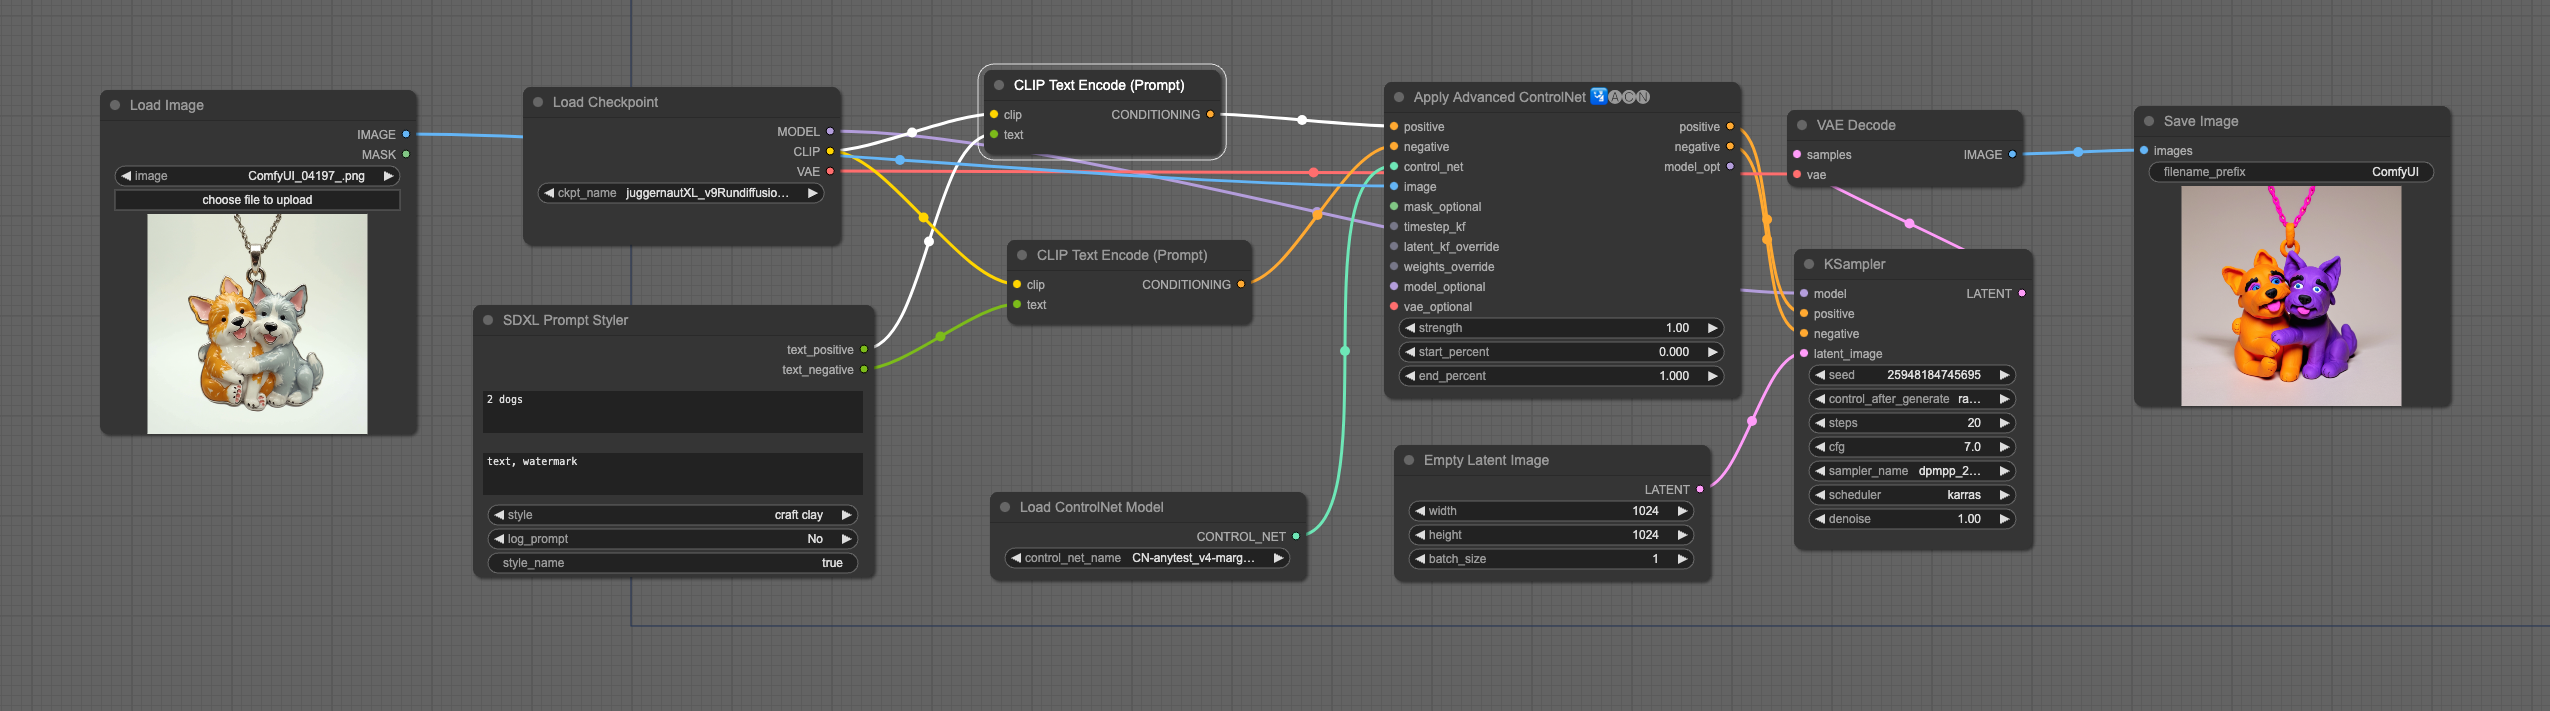 Load Image
IMAGE
MASK
image ComfyUI_04197_.png
choose file to upload
Load Checkpoint
MODEL
CLIP
VAE
ckpt_name juggernautXL_v9Rundiffusio...
SDXL Prompt Styler
text_positive
text_negative
2 dogs
text, watermark
style craft clay
log_prompt No
style_name true
CLIP Text Encode (Prompt)
clip CONDITIONING
text
CLIP Text Encode (Prompt)
clip CONDITIONING
text
Load ControlNet Model
CONTROL_NET
control_net_name CN-anytest_v4-marg...
Apply Advanced ControlNet 🛂🅐🅒🅝
positive positive
negative negative
control_net model_opt
image
mask_optional
timestep_kf
latent_kf_override
weights_override
model_optional
vae_optional
strength 1.00
start_percent 0.000
end_percent 1.000
Empty Latent Image
LATENT
width 1024
height 1024
batch_size 1
VAE Decode
samples IMAGE
vae
KSampler
model LATENT
positive
negative
latent_image
seed 25948184745695
control_after_generate ra...
steps 20
cfg 7.0
sampler_name dpmpp_2...
scheduler karras
denoise 1.00
Save Image
images
filename_prefix ComfyUI